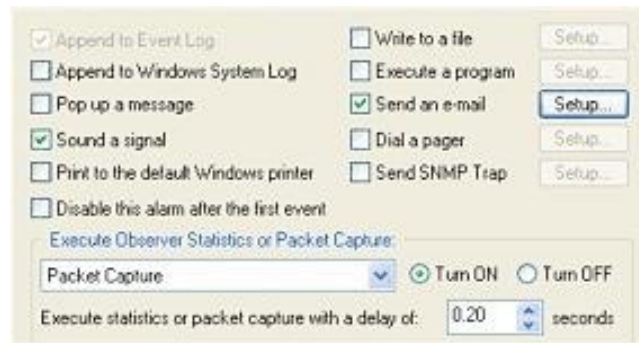 Append to Event Log
Write to a file
Setup...
Append to Windows System Log
Execute a program
Setup...
Pop up a message
Send an e-mail
Setup...
Sound a signal
Dial a pager
Setup...
Print to the default Windows printer
Send SNMP Trap
Setup...
Disable this alarm after the first event
Execute Observer Statistics or Packet Capture:
Packet Capture
Turn ON
Turn OFF
Execute statistics or packet capture with a delay of:
0.20
seconds